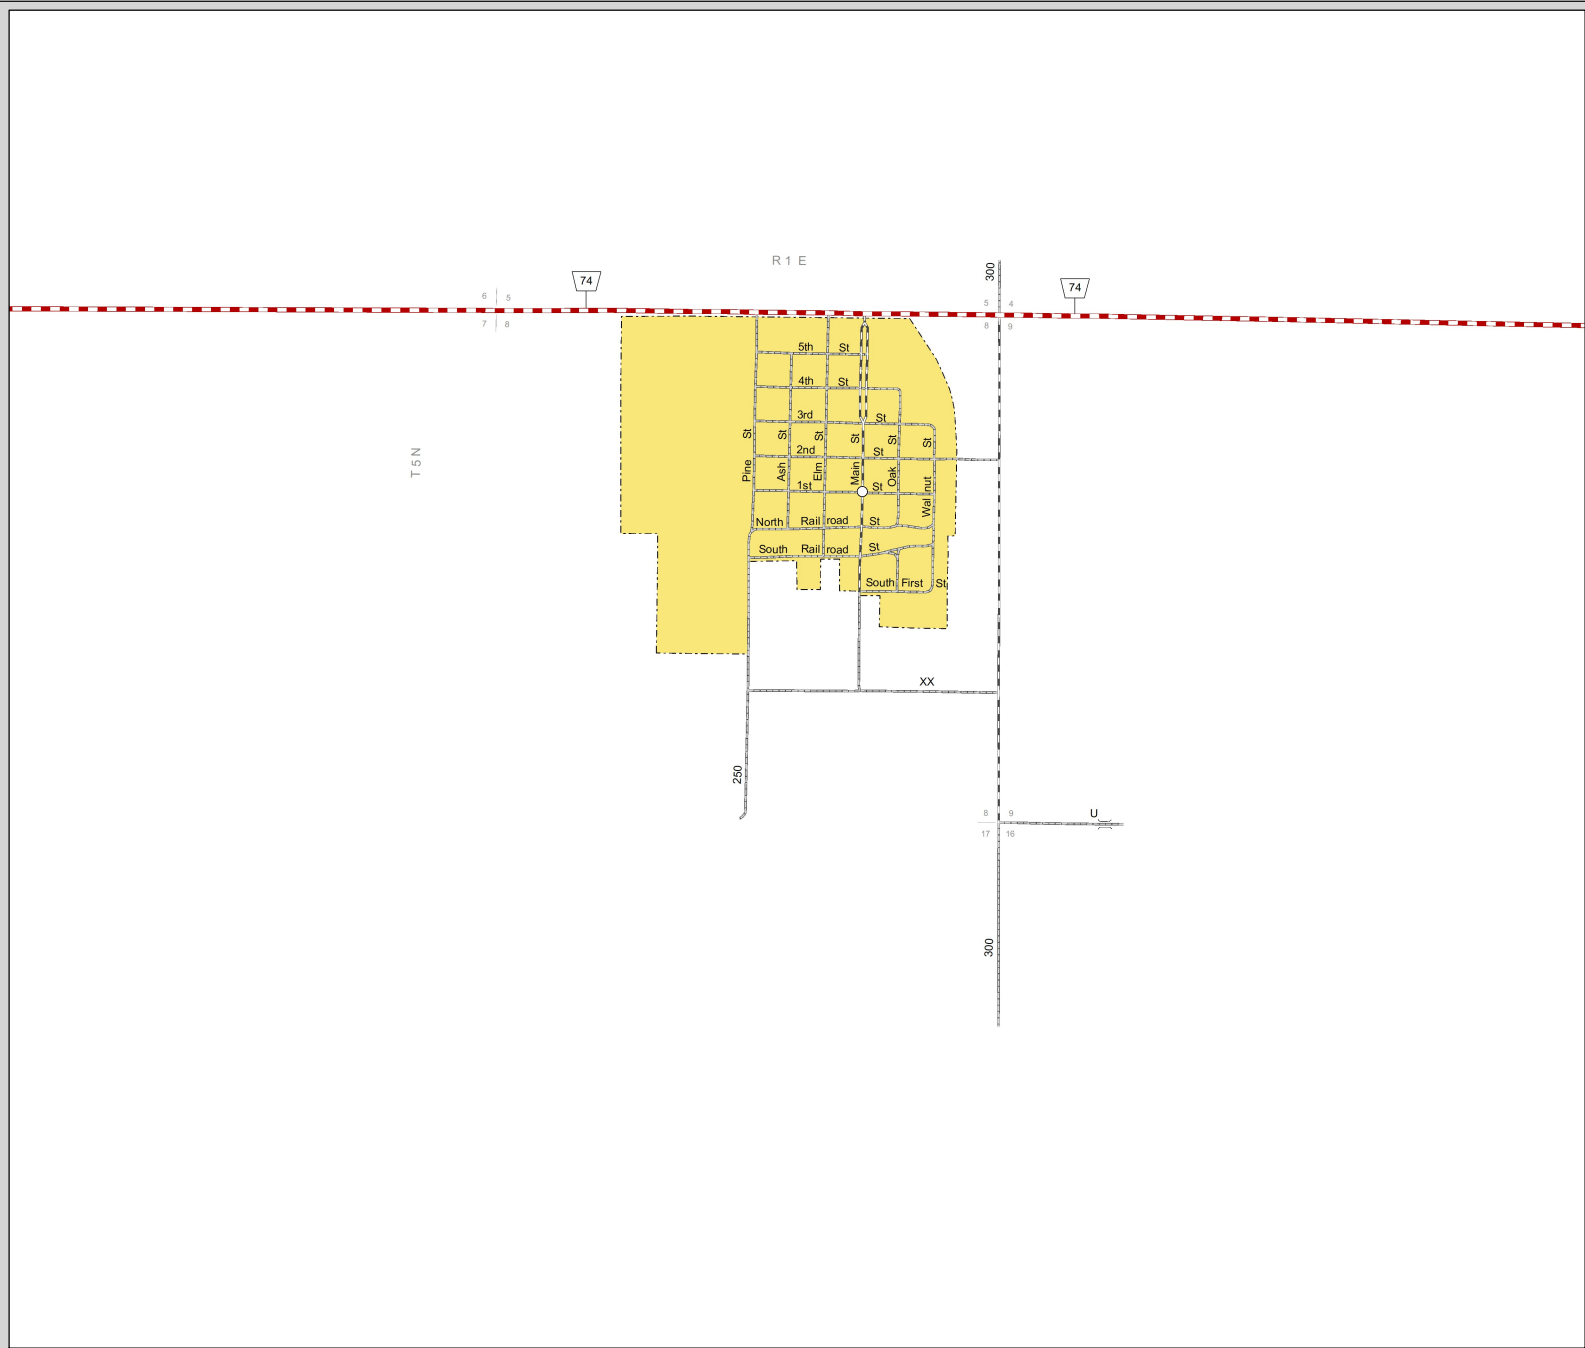 R 1 E
300
74
74
6 5
5 4
7 8
8 9
5th St
4th St
3rd St
T 5 N
Pine St
Ash St
Elm St
Main St
Oak St
Wal nut St
2nd St
1st St
North Rail road St
South Rail road St
South First St
XX
250
8 9
U
17 16
300